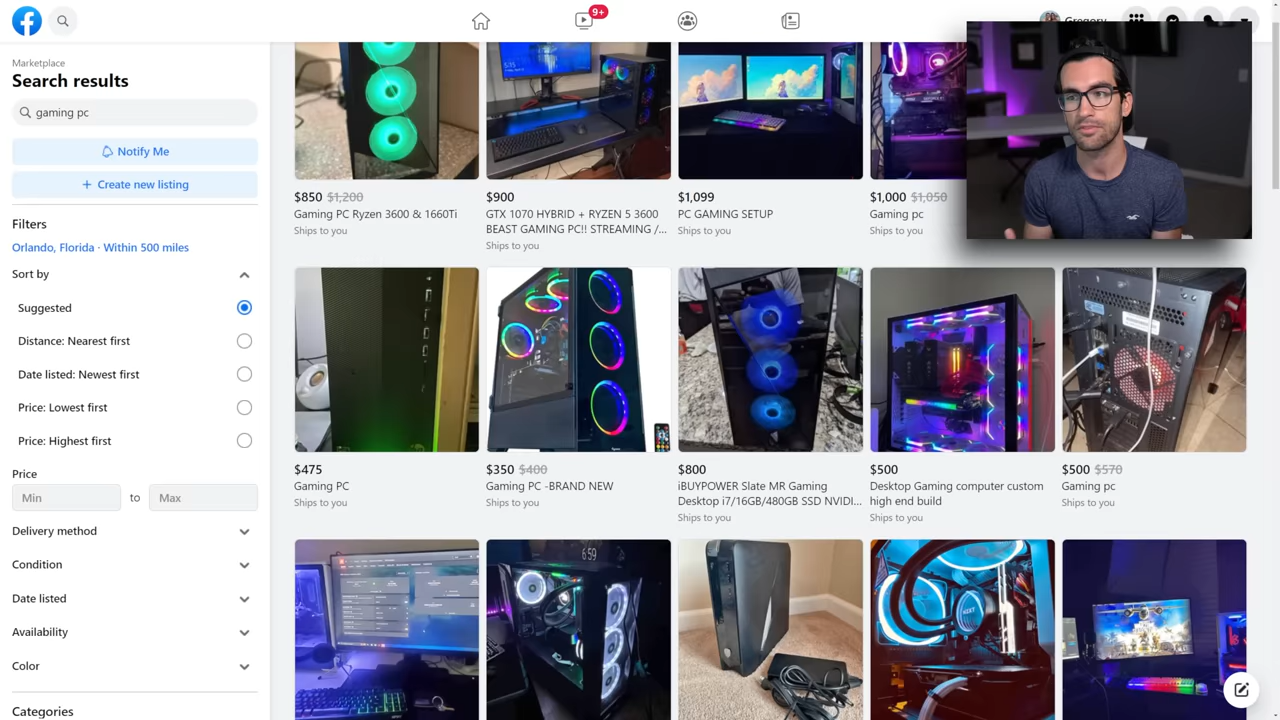 9+
Gregory
Marketplace
Search results
gaming pc
Notify Me
+ Create new listing
Filters
Orlando, Florida · Within 500 miles
Sort by
Suggested
Distance: Nearest first
Date listed: Newest first
Price: Lowest first
Price: Highest first
Price
Min to Max
Delivery method
Condition
Date listed
Availability
Color
Categories
$850 $1,200
Gaming PC Ryzen 3600 & 1660Ti
Ships to you
$900
GTX 1070 HYBRID + RYZEN 5 3600
BEAST GAMING PC!! STREAMING /...
Ships to you
$1,099
PC GAMING SETUP
Ships to you
$1,000 $1,050
Gaming pc
Ships to you
$475
Gaming PC
Ships to you
$350 $400
Gaming PC -BRAND NEW
Ships to you
$800
iBUYPOWER Slate MR Gaming
Desktop i7/16GB/480GB SSD NVIDI...
Ships to you
$500
Desktop Gaming computer custom
high end build
Ships to you
$500 $570
Gaming pc
Ships to you
6:59
NZXT